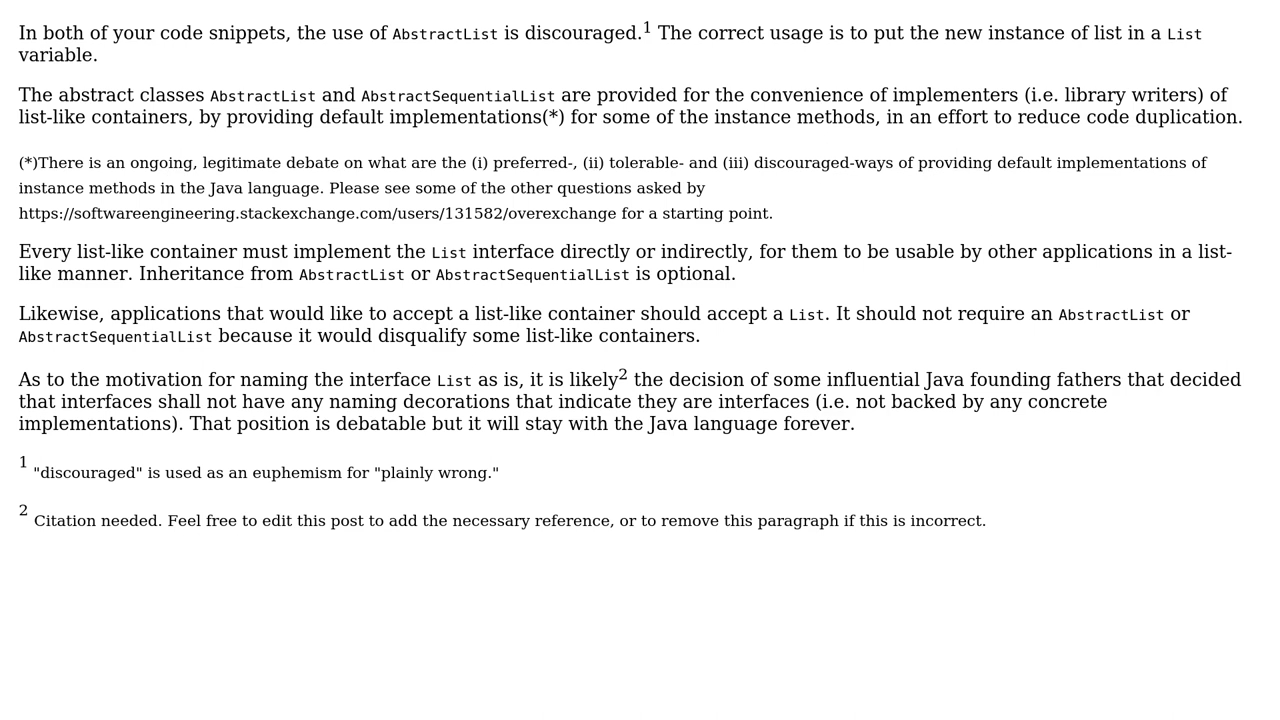 In both of your code snippets, the use of AbstractList is discouraged.1 The correct usage is to put the new instance of list in a List
variable.
The abstract classes AbstractList and AbstractSequentialList are provided for the convenience of implementers (i.e. library writers) of
list-like containers, by providing default implementations(*) for some of the instance methods, in an effort to reduce code duplication.
(*)There is an ongoing, legitimate debate on what are the (i) preferred-, (ii) tolerable- and (iii) discouraged-ways of providing default implementations of
instance methods in the Java language. Please see some of the other questions asked by
https://softwareengineering.stackexchange.com/users/131582/overexchange for a starting point.
Every list-like container must implement the List interface directly or indirectly, for them to be usable by other applications in a list-
like manner. Inheritance from AbstractList or AbstractSequentialList is optional.
Likewise, applications that would like to accept a list-like container should accept a List. It should not require an AbstractList or
AbstractSequentialList because it would disqualify some list-like containers.
As to the motivation for naming the interface List as is, it is likely2 the decision of some influential Java founding fathers that decided
that interfaces shall not have any naming decorations that indicate they are interfaces (i.e. not backed by any concrete
implementations). That position is debatable but it will stay with the Java language forever.
1 "discouraged" is used as an euphemism for "plainly wrong."
2 Citation needed. Feel free to edit this post to add the necessary reference, or to remove this paragraph if this is incorrect.